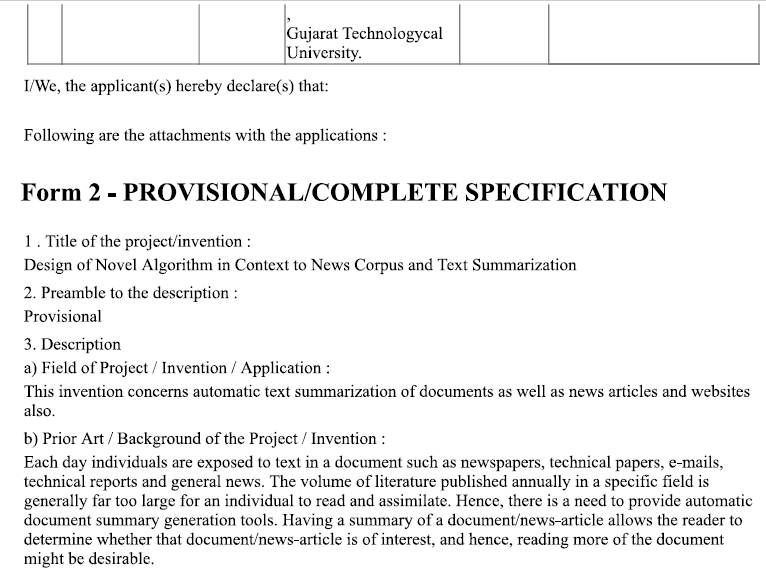 ,
Gujarat Technologycal
University.
I/We, the applicant(s) hereby declare(s) that:
Following are the attachments with the applications :
Form 2 - PROVISIONAL/COMPLETE SPECIFICATION
1 . Title of the project/invention :
Design of Novel Algorithm in Context to News Corpus and Text Summarization
2. Preamble to the description :
Provisional
3. Description
a) Field of Project / Invention / Application :
This invention concerns automatic text summarization of documents as well as news articles and websites
also.
b) Prior Art / Background of the Project / Invention :
Each day individuals are exposed to text in a document such as newspapers, technical papers, e-mails,
technical reports and general news. The volume of literature published annually in a specific field is
generally far too large for an individual to read and assimilate. Hence, there is a need to provide automatic
document summary generation tools. Having a summary of a document/news-article allows the reader to
determine whether that document/news-article is of interest, and hence, reading more of the document
might be desirable.